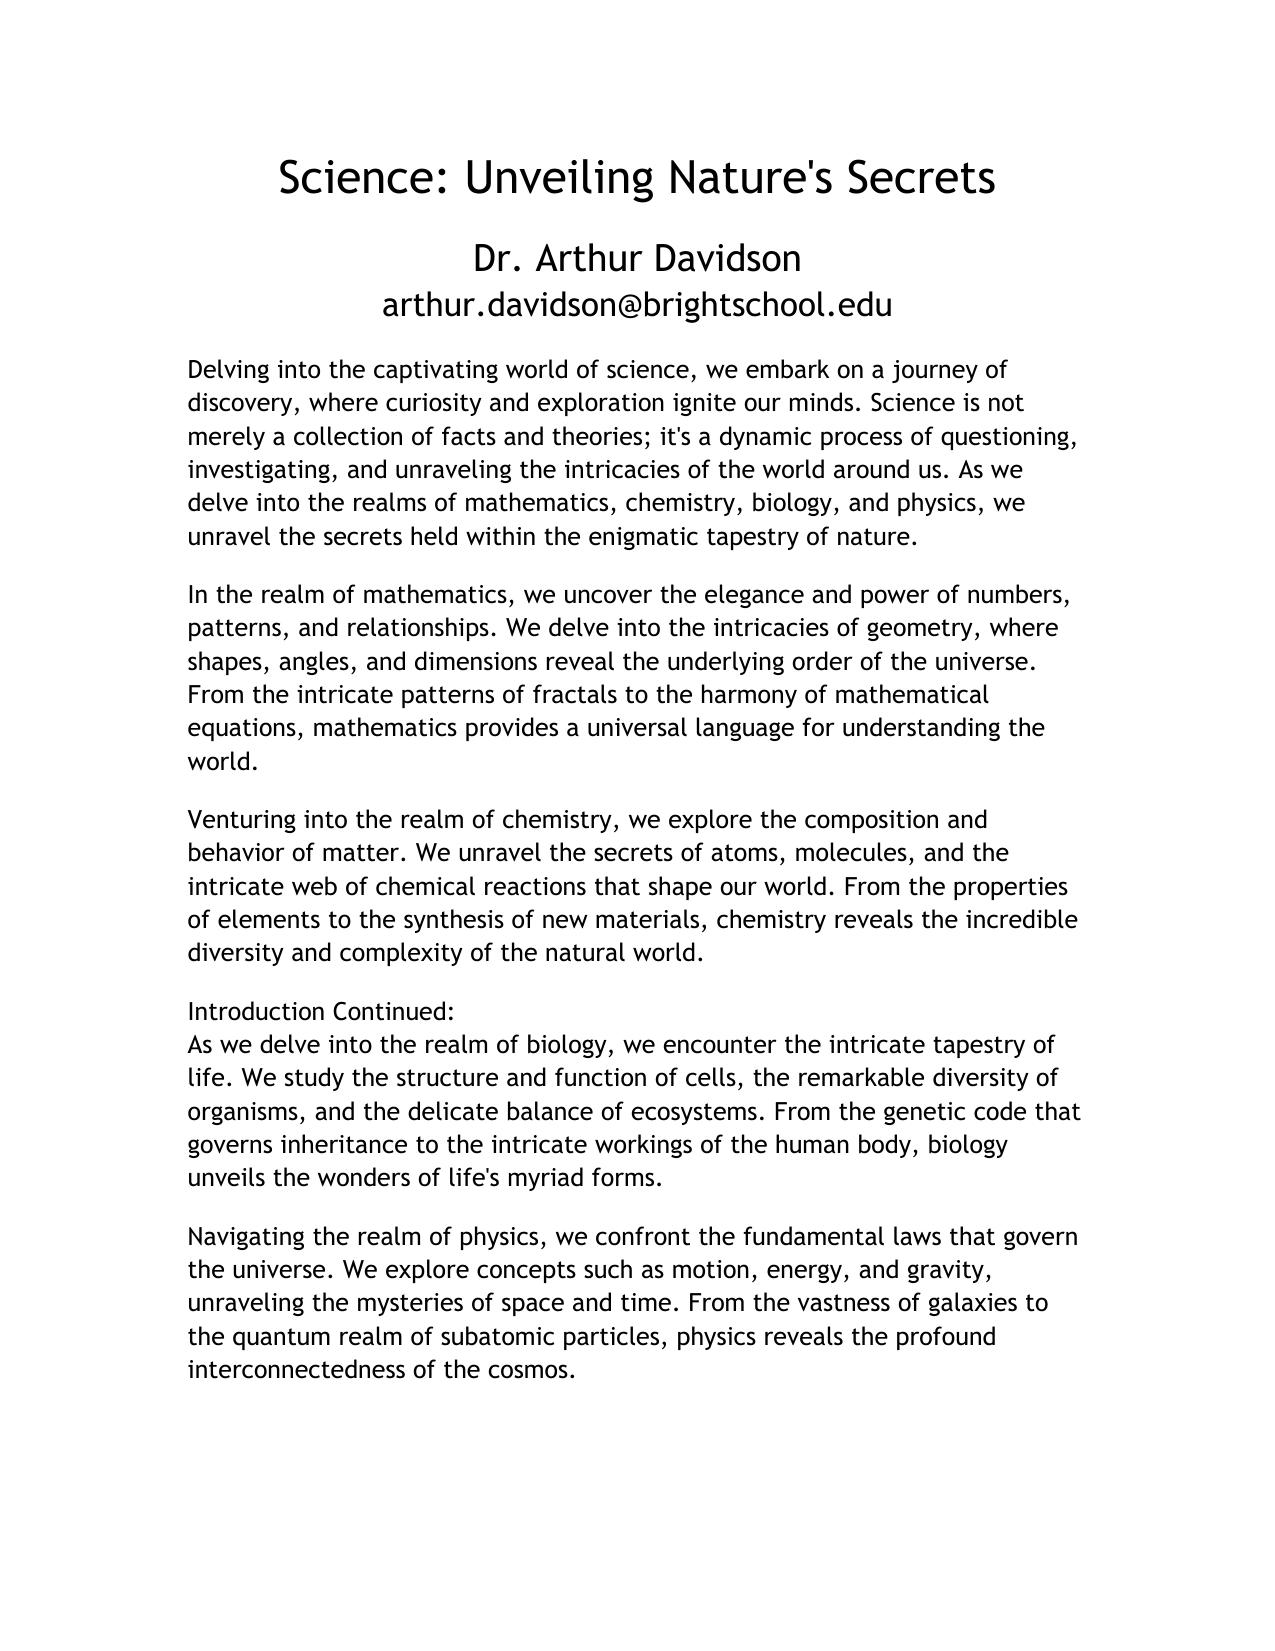 Science: Unveiling Nature's Secrets
Dr. Arthur Davidson
arthur.davidson@brightschool.edu
Delving into the captivating world of science, we embark on a journey of
discovery, where curiosity and exploration ignite our minds. Science is not
merely a collection of facts and theories; it's a dynamic process of questioning,
investigating, and unraveling the intricacies of the world around us. As we
delve into the realms of mathematics, chemistry, biology, and physics, we
unravel the secrets held within the enigmatic tapestry of nature.
In the realm of mathematics, we uncover the elegance and power of numbers,
patterns, and relationships. We delve into the intricacies of geometry, where
shapes, angles, and dimensions reveal the underlying order of the universe.
From the intricate patterns of fractals to the harmony of mathematical
equations, mathematics provides a universal language for understanding the
world.
Venturing into the realm of chemistry, we explore the composition and
behavior of matter. We unravel the secrets of atoms, molecules, and the
intricate web of chemical reactions that shape our world. From the properties
of elements to the synthesis of new materials, chemistry reveals the incredible
diversity and complexity of the natural world.
Introduction Continued:
As we delve into the realm of biology, we encounter the intricate tapestry of
life. We study the structure and function of cells, the remarkable diversity of
organisms, and the delicate balance of ecosystems. From the genetic code that
governs inheritance to the intricate workings of the human body, biology
unveils the wonders of life's myriad forms.
Navigating the realm of physics, we confront the fundamental laws that govern
the universe. We explore concepts such as motion, energy, and gravity,
unraveling the mysteries of space and time. From the vastness of galaxies to
the quantum realm of subatomic particles, physics reveals the profound
interconnectedness of the cosmos.